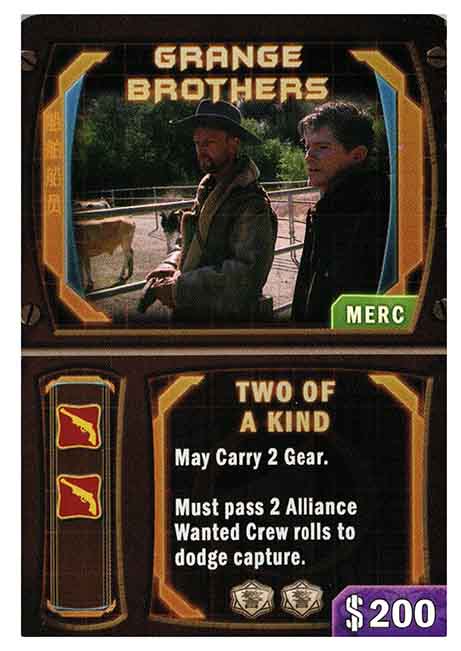 GRANGE
BROTHERS
MERC
TWO OF
A KIND
May Carry 2 Gear.
Must pass 2 Alliance
Wanted Crew rolls to
dodge capture.
$200